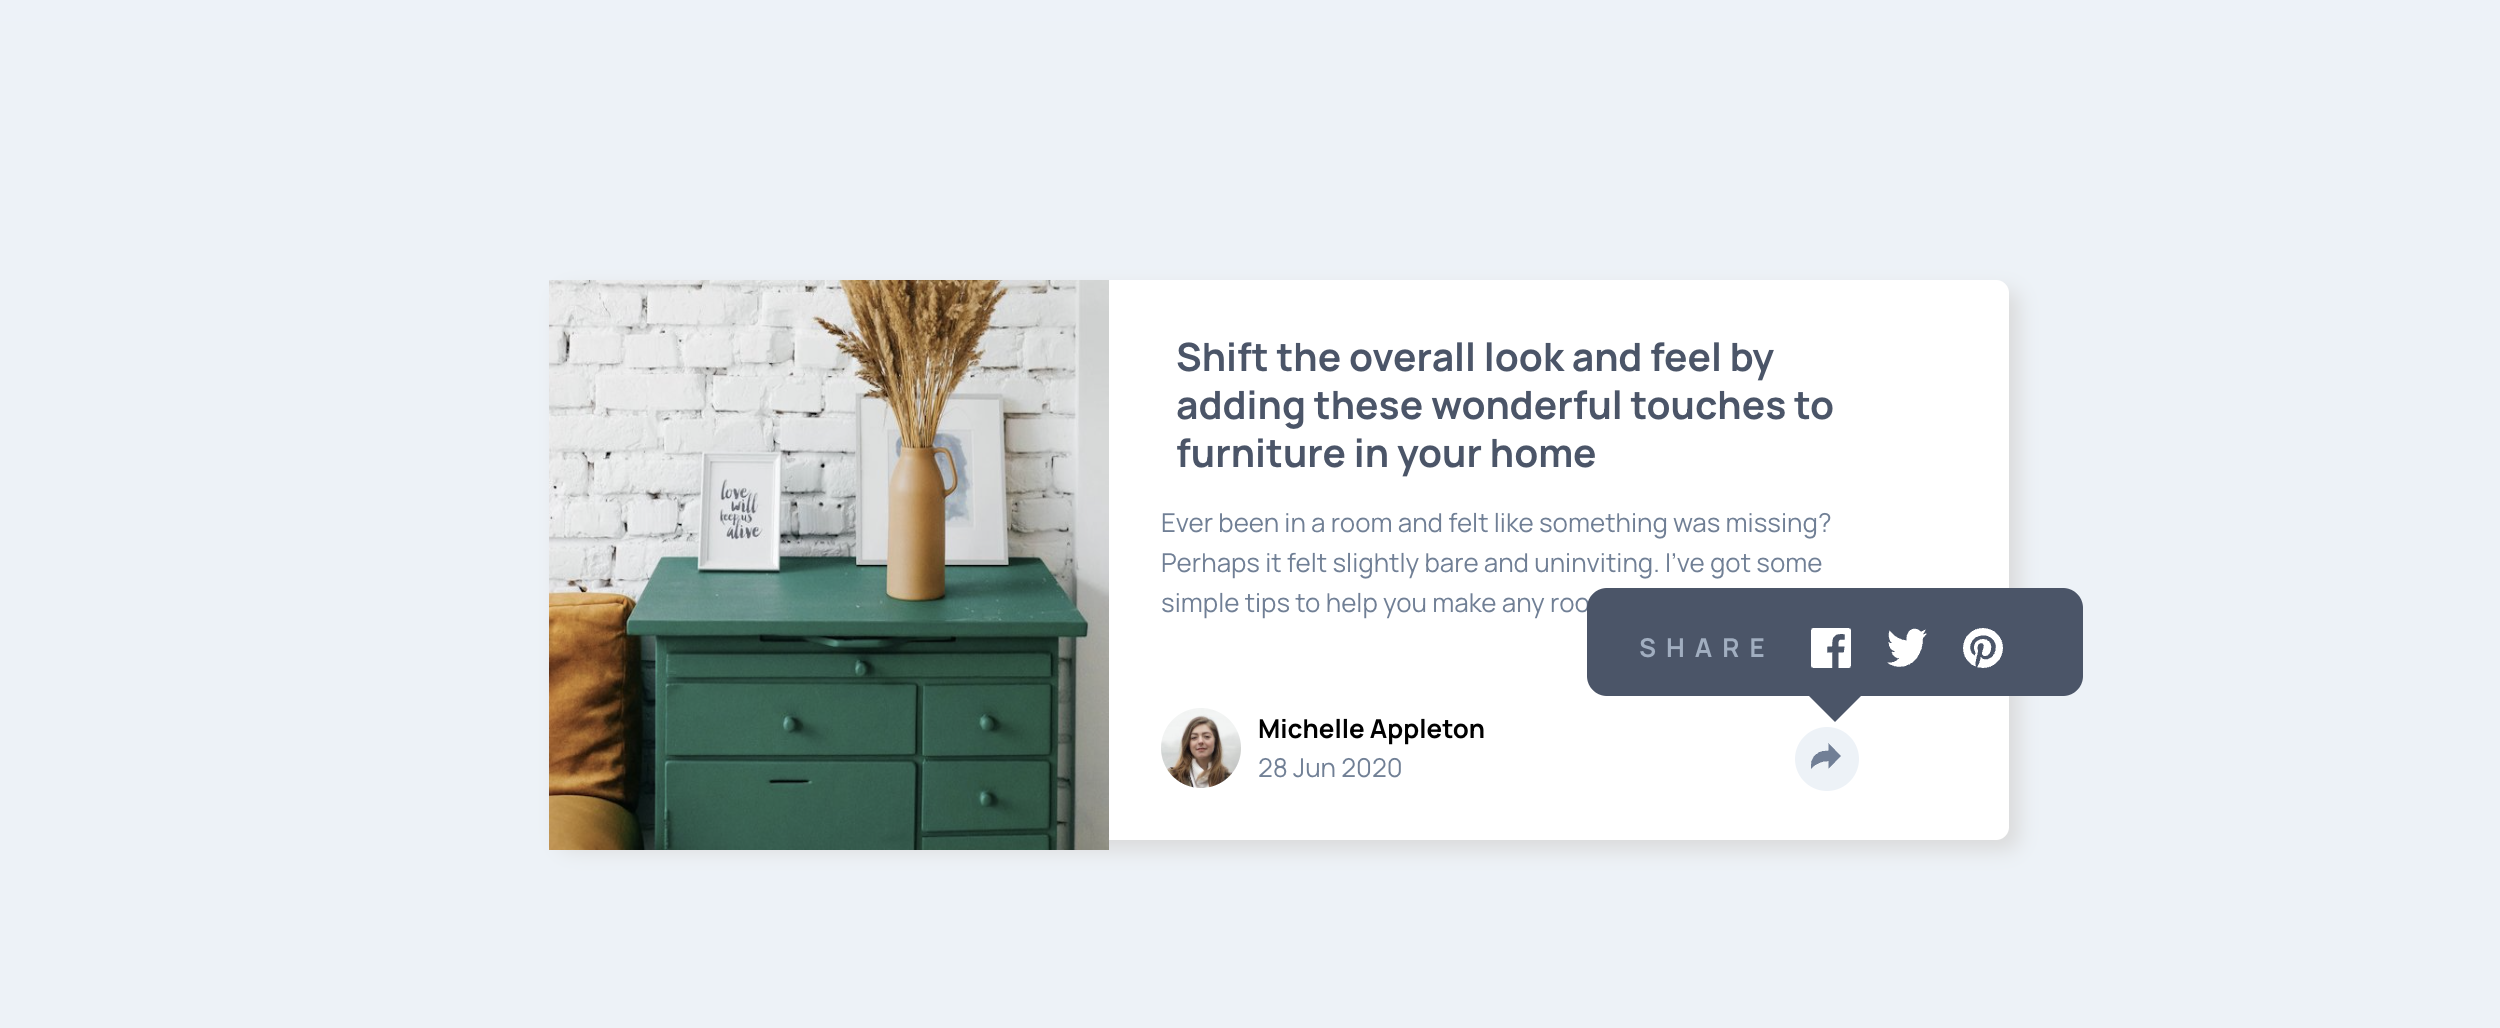 Shift the overall look and feel by
adding these wonderful touches to
furniture in your home
Ever been in a room and felt like something was missing?
Perhaps it felt slightly bare and uninviting. I’ve got some
simple tips to help you make any
SHARE
Michelle Appleton
28 Jun 2020
love
will
keep us
alive